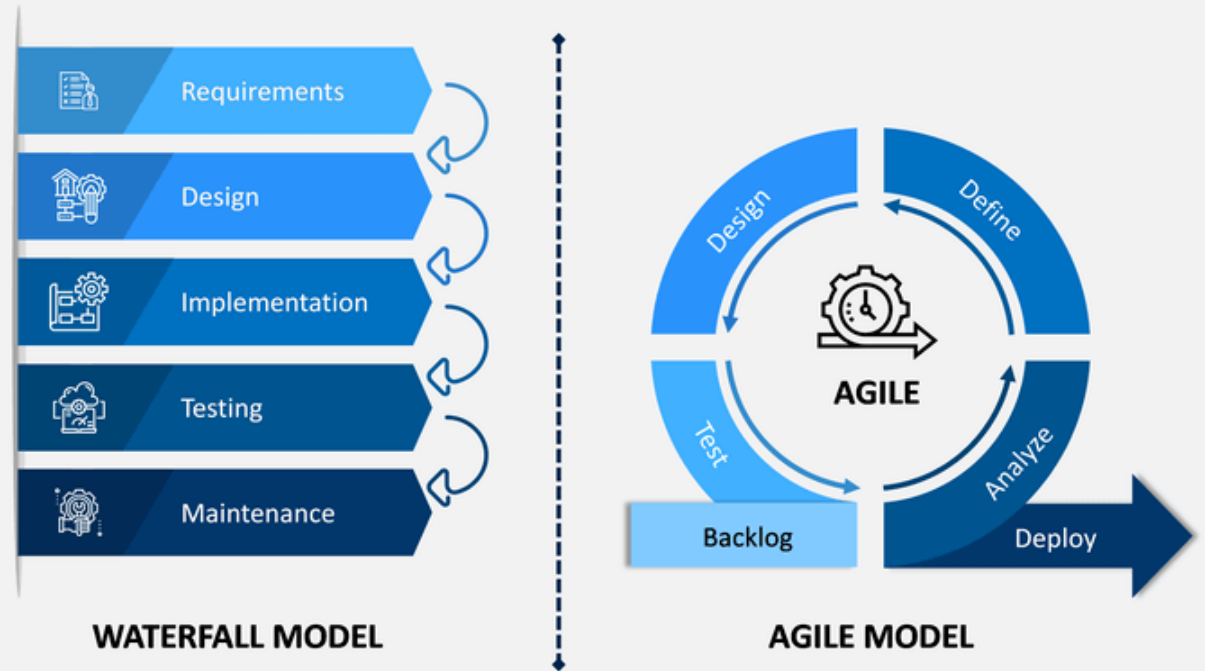 Requirements
Design
Implementation
Testing
Maintenance
WATERFALL MODEL
Design
Define
AGILE
Test
Analyze
Backlog
Deploy
AGILE MODEL